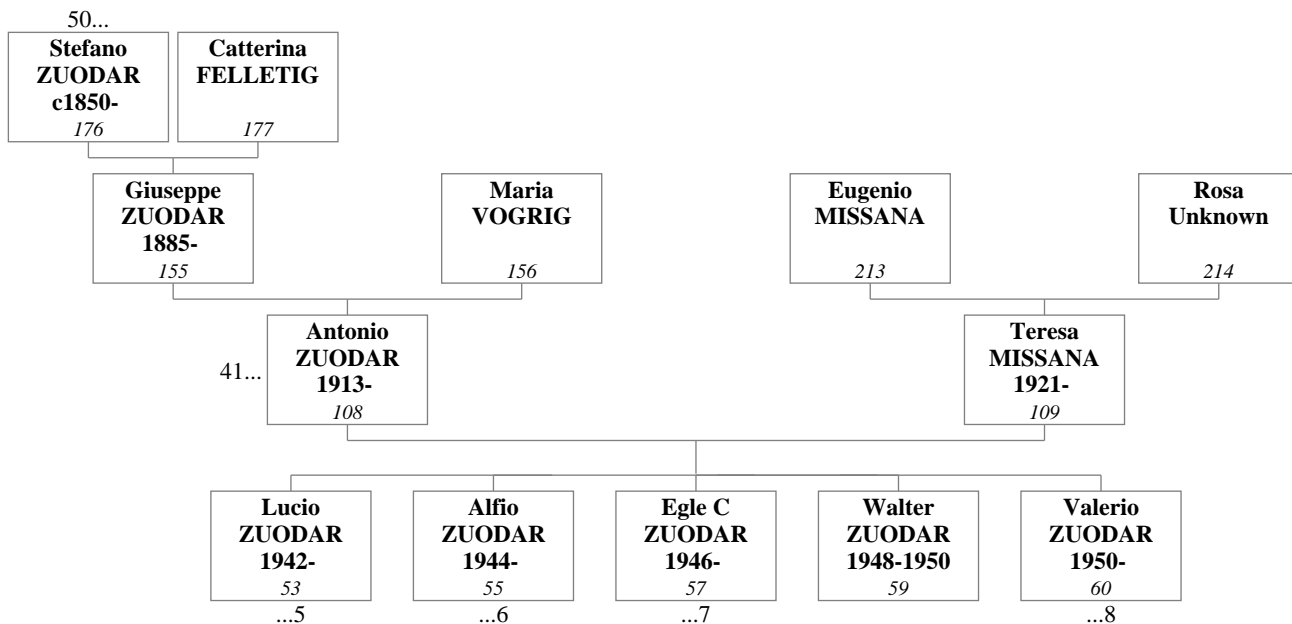 50...
Stefano
ZUODAR
c1850-
176
Catterina
FELLETIG
177
Giuseppe
ZUODAR
1885-
155
Maria
VOGRIG
156
Eugenio
MISSANA
213
Rosa
Unknown
214
41...
Antonio
ZUODAR
1913-
108
Teresa
MISSANA
1921-
109
Lucio
ZUODAR
1942-
53
...5
Alfio
ZUODAR
1944-
55
...6
Egle C
ZUODAR
1946-
57
...7
Walter
ZUODAR
1948-1950
59
Valerio
ZUODAR
1950-
60
...8